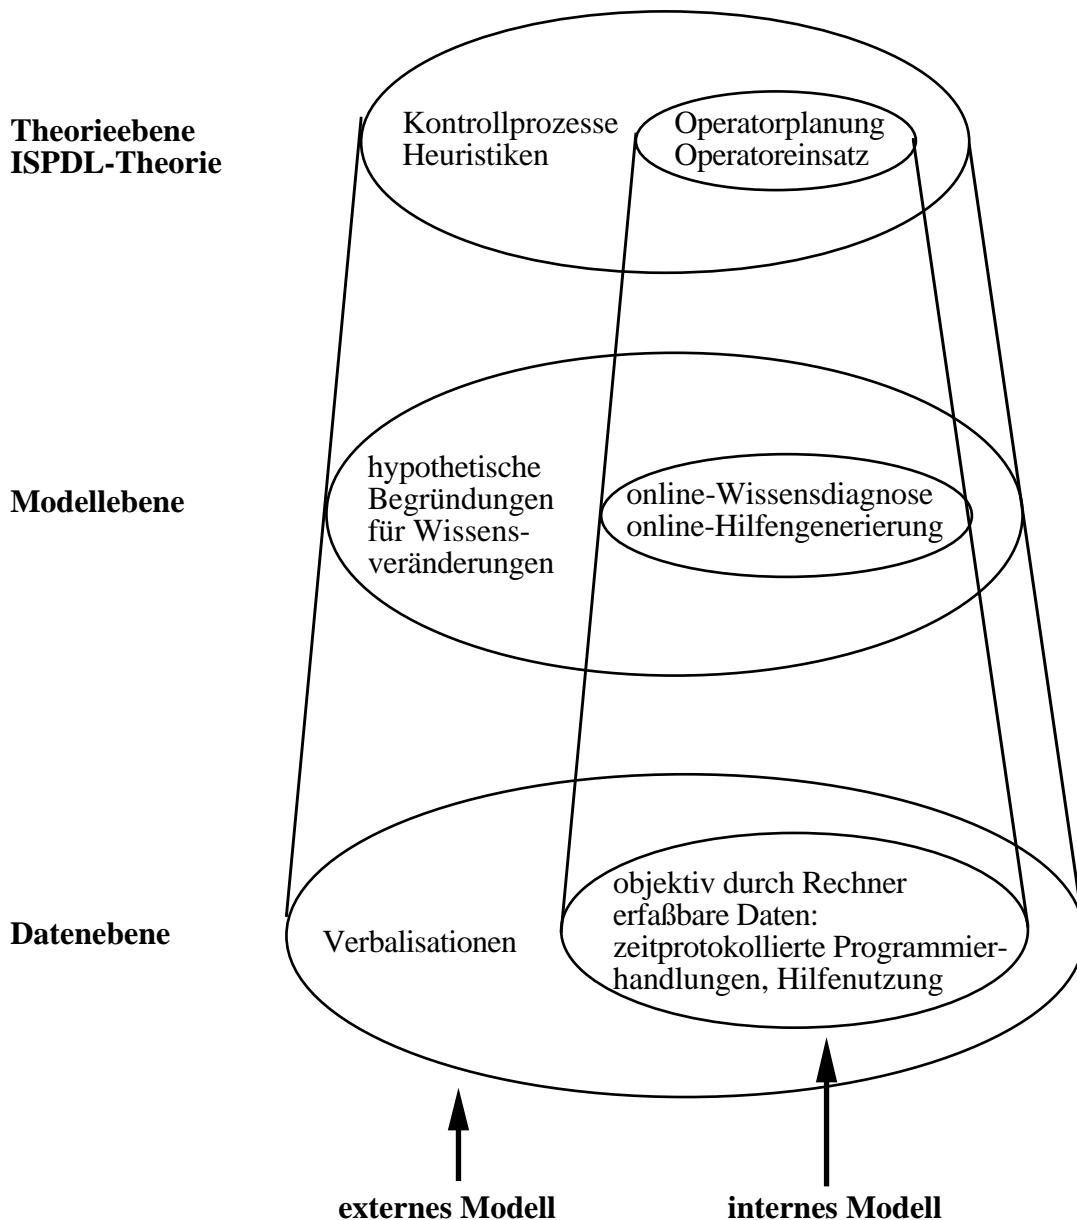 Theorieebene
ISPDL-Theorie
Kontrollprozesse
Heuristiken
Operatorplanung
Operatoreinsatz
Modellebene
hypothetische
Begründungen
für Wissens-
veränderungen
online-Wissensdiagnose
online-Hilfengenerierung
Datenebene
Verbalisationen
objektiv durch Rechner
erfaßbare Daten:
zeitprotokollierte Programmier-
handlungen, Hilfenutzung
externes Modell
internes Modell